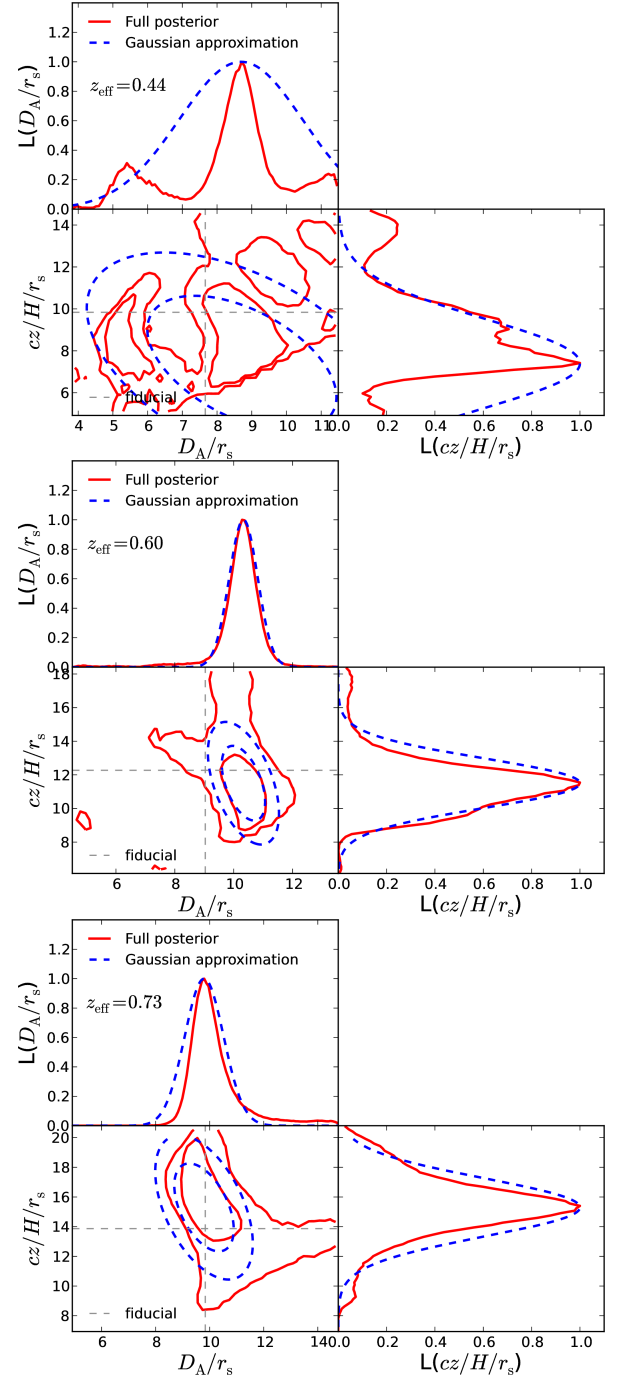 Full posterior
Gaussian approximation
z_eff=0.44
L(D_A/r_s)
1.4
1.2
1.0
0.8
0.6
0.4
0.2
0.0
cz/H/r_s
14
12
10
8
6
fiducial
4 5 6 7 8 9 10 11
0.0 0.2 0.4 0.6 0.8 1.0
D_A/r_s
L(cz/H/r_s)
Full posterior
Gaussian approximation
z_eff=0.60
L(D_A/r_s)
1.2
1.0
0.8
0.6
0.4
0.2
0.0
cz/H/r_s
18
16
14
12
10
8
fiducial
6 8 10 12
0.0 0.2 0.4 0.6 0.8 1.0
D_A/r_s
L(cz/H/r_s)
Full posterior
Gaussian approximation
z_eff=0.73
L(D_A/r_s)
1.2
1.0
0.8
0.6
0.4
0.2
0.0
cz/H/r_s
20
18
16
14
12
10
8
fiducial
6 8 10 12 14
0.0 0.2 0.4 0.6 0.8 1.0
D_A/r_s
L(cz/H/r_s)